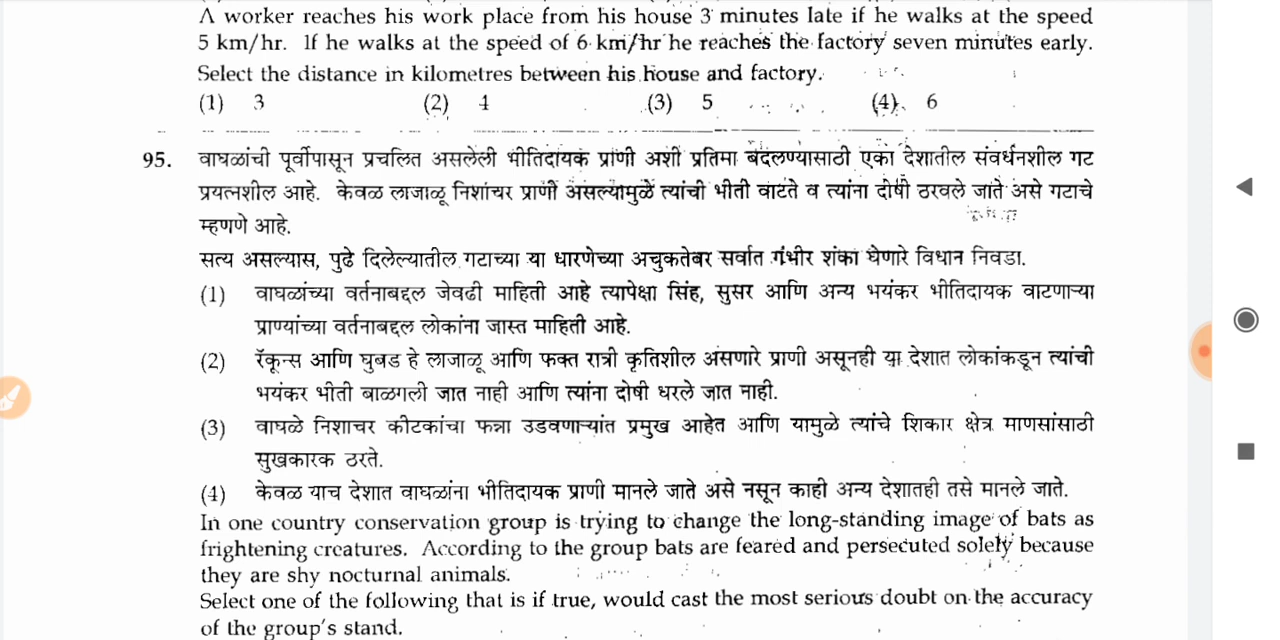 A worker reaches his work place from his house 3 minutes late if he walks at the speed
5 km/hr. If he walks at the speed of 6 km/hr he reaches the factory seven minutes early.
Select the distance in kilometres between his house and factory.
(1) 3 (2) 4 (3) 5 (4) 6
95. वाघळांची पूर्वीपासून प्रचलित असलेली भीतिदायक प्राणी अशी प्रतिमा बदलण्यासाठी एका देशातील संवर्धनशील गट
प्रयत्नशील आहे. केवळ लाजाळू निशाचर प्राणी असल्यामुळे त्यांची भीती वाटते व त्यांना दोषी ठरवले जाते असे गटाचे
म्हणणे आहे.
सत्य असल्यास, पुढे दिलेल्यातील गटाच्या या धारणेच्या अचुकतेबर सर्वात गंभीर शंका घेणारे विधान निवडा.
(1) वाघळांच्या वर्तनाबद्दल जेवढी माहिती आहे त्यापेक्षा सिंह, सुसर आणि अन्य भयंकर भीतिदायक वाटणाऱ्या
प्राण्यांच्या वर्तनाबद्दल लोकांना जास्त माहिती आहे.
(2) रॅकून्स आणि घुबड हे लाजाळू आणि फक्त रात्री कृतिशील असणारे प्राणी असूनही या देशात लोकांकडून त्यांची
भयंकर भीती बाळगली जात नाही आणि त्यांना दोषी धरले जात नाही.
(3) वाघळे निशाचर कीटकांचा फन्ना उडवणाऱ्यांत प्रमुख आहेत आणि यामुळे त्यांचे शिकार क्षेत्र माणसांसाठी
सुखकारक ठरते.
(4) केवळ याच देशात वाघळांना भीतिदायक प्राणी मानले जाते असे नसून काही अन्य देशातही तसे मानले जाते.
In one country conservation group is trying to change the long-standing image of bats as
frightening creatures. According to the group bats are feared and persecuted solely because
they are shy nocturnal animals.
Select one of the following that is if true, would cast the most serious doubt on the accuracy
of the group's stand.